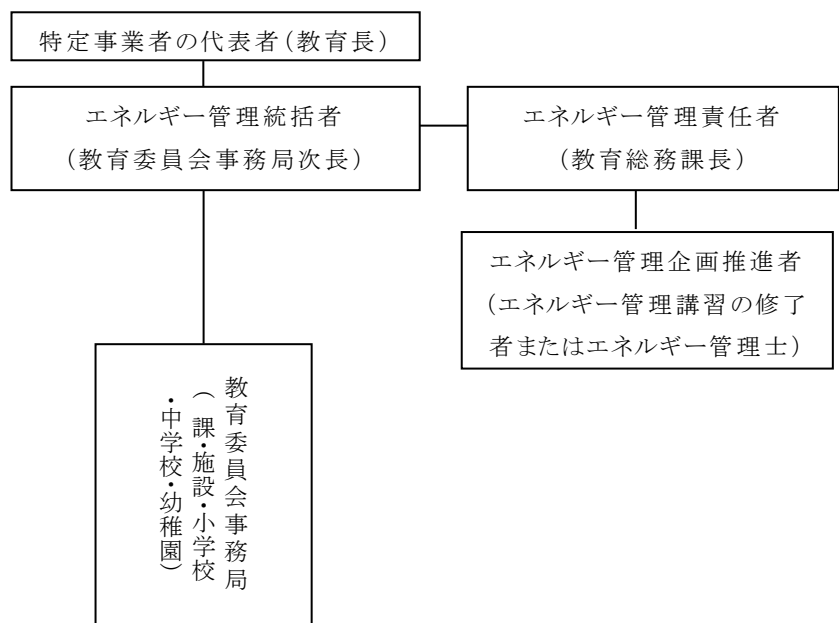 特定事業者の代表者(教育長)
エネルギー管理統括者
(教育委員会事務局次長)
エネルギー管理責任者
(教育総務課長)
エネルギー管理企画推進者
(エネルギー管理講習の修了
者またはエネルギー管理士)
教育委員会事務局
(課・施設・小学校
・中学校・幼稚園)